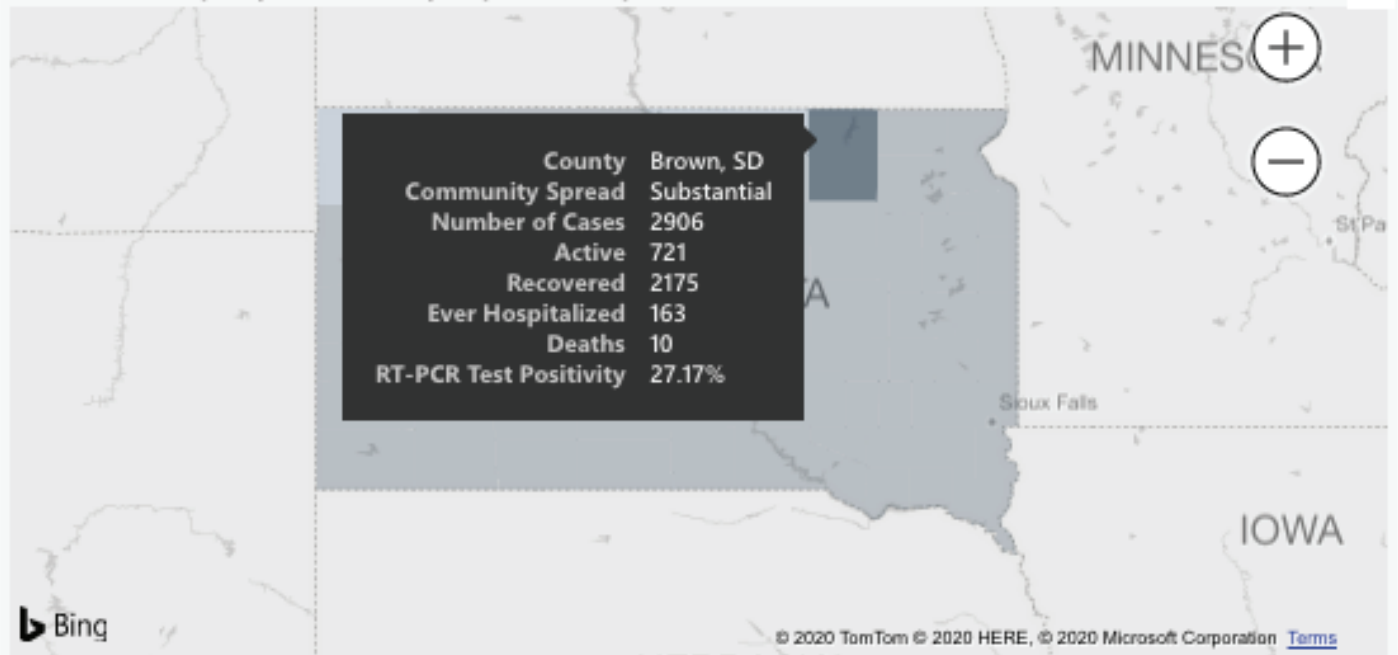 MINNES
County Brown, SD
Community Spread Substantial
Number of Cases 2906
Active 721
Recovered 2175
Ever Hospitalized 163
Deaths 10
RT-PCR Test Positivity 27.17%
St Pa
TA
Sioux Falls
IOWA
Bing
© 2020 TomTom © 2020 HERE, © 2020 Microsoft Corporation Terms